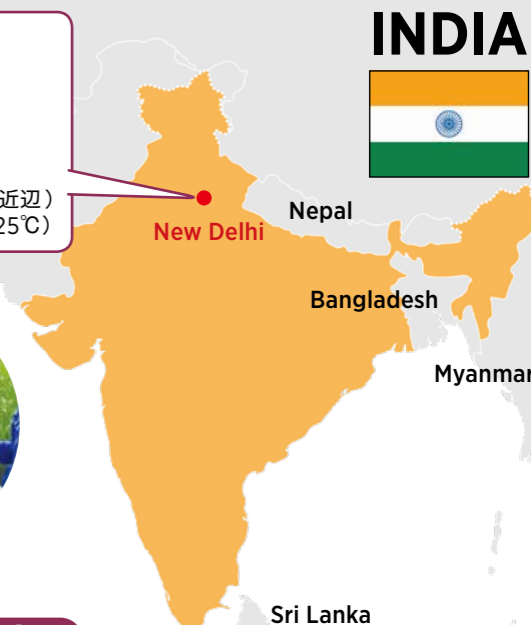 INDIA
近辺）
25℃）
New Delhi
Nepal
Bangladesh
Myanmar
Sri Lanka